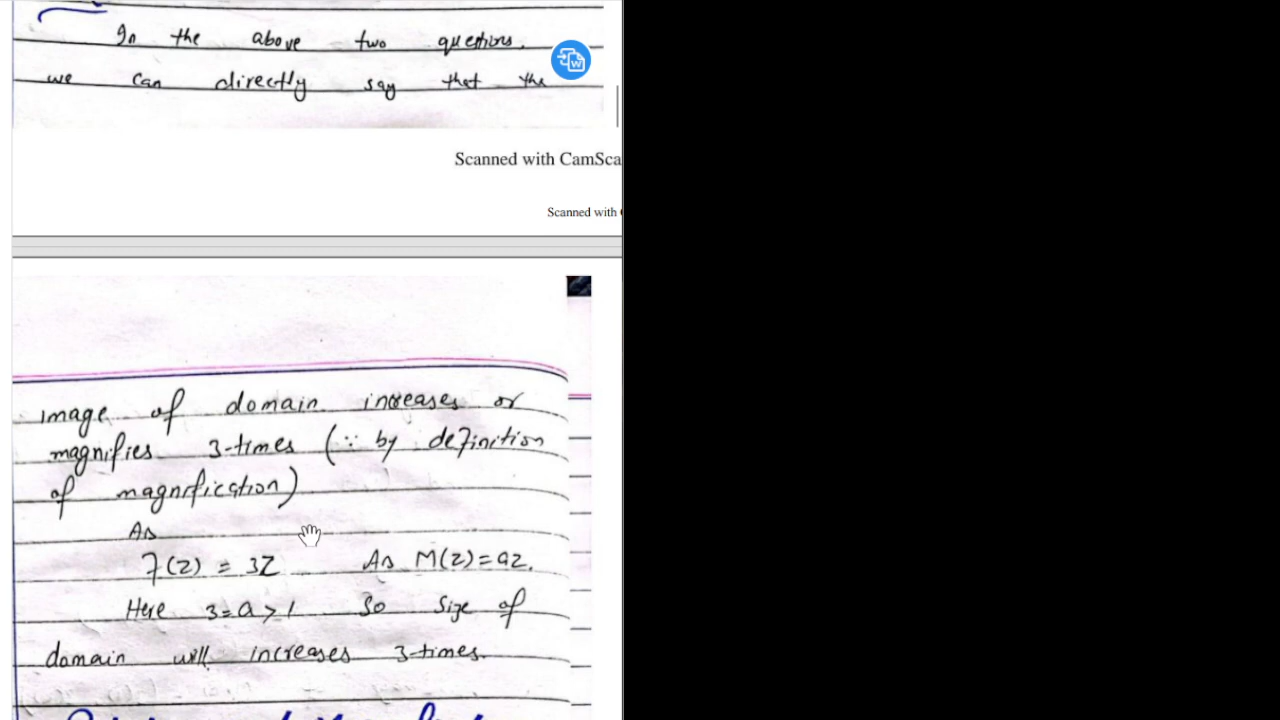 In the above two questions.
we can directly say that the
Scanned with CamSca
Scanned with
image of domain increases or
magnifies 3-times (∵ by definition
of magnification)
As
f(z) = 3z As M(z)=az.
Here 3=a>1 So size of
domain will increases 3-times.